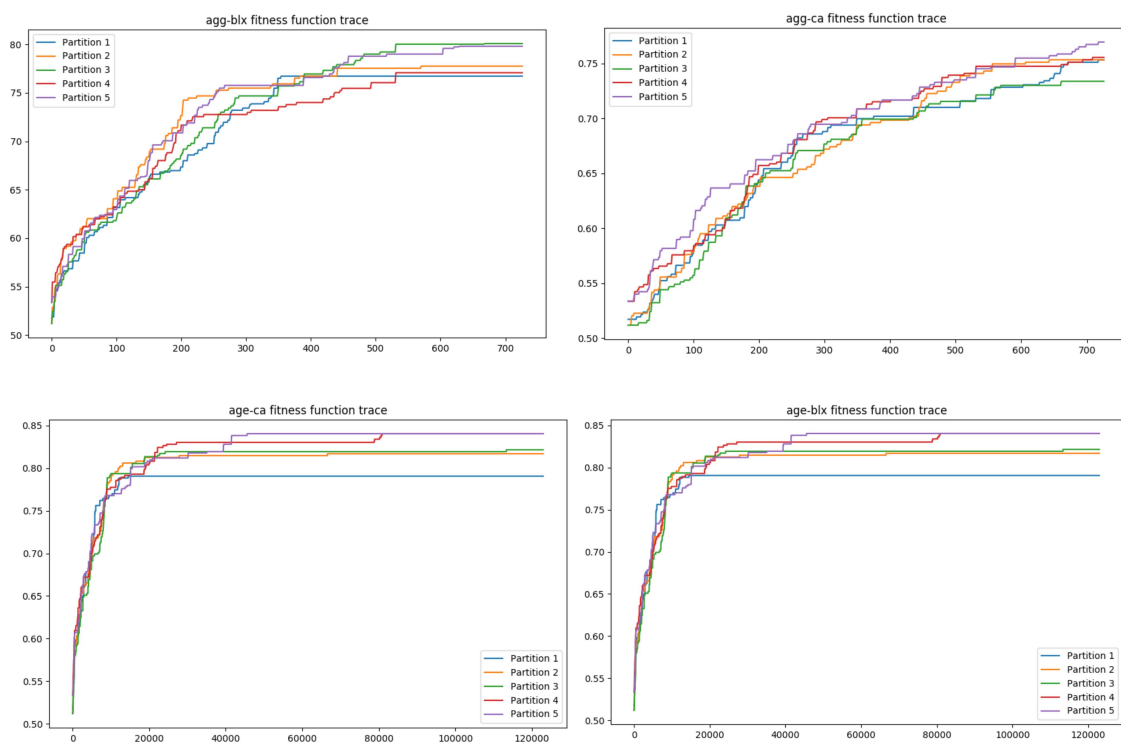 agg-blx fitness function trace
80
75
70
65
60
55
50
0 100 200 300 400 500 600 700
Partition 1
Partition 2
Partition 3
Partition 4
Partition 5
agg-ca fitness function trace
0.75
0.70
0.65
0.60
0.55
0.50
0 100 200 300 400 500 600 700
Partition 1
Partition 2
Partition 3
Partition 4
Partition 5
age-ca fitness function trace
0.85
0.80
0.75
0.70
0.65
0.60
0.55
0.50
0 20000 40000 60000 80000 100000 120000
Partition 1
Partition 2
Partition 3
Partition 4
Partition 5
age-blx fitness function trace
0.85
0.80
0.75
0.70
0.65
0.60
0.55
0.50
0 20000 40000 60000 80000 100000 120000
Partition 1
Partition 2
Partition 3
Partition 4
Partition 5